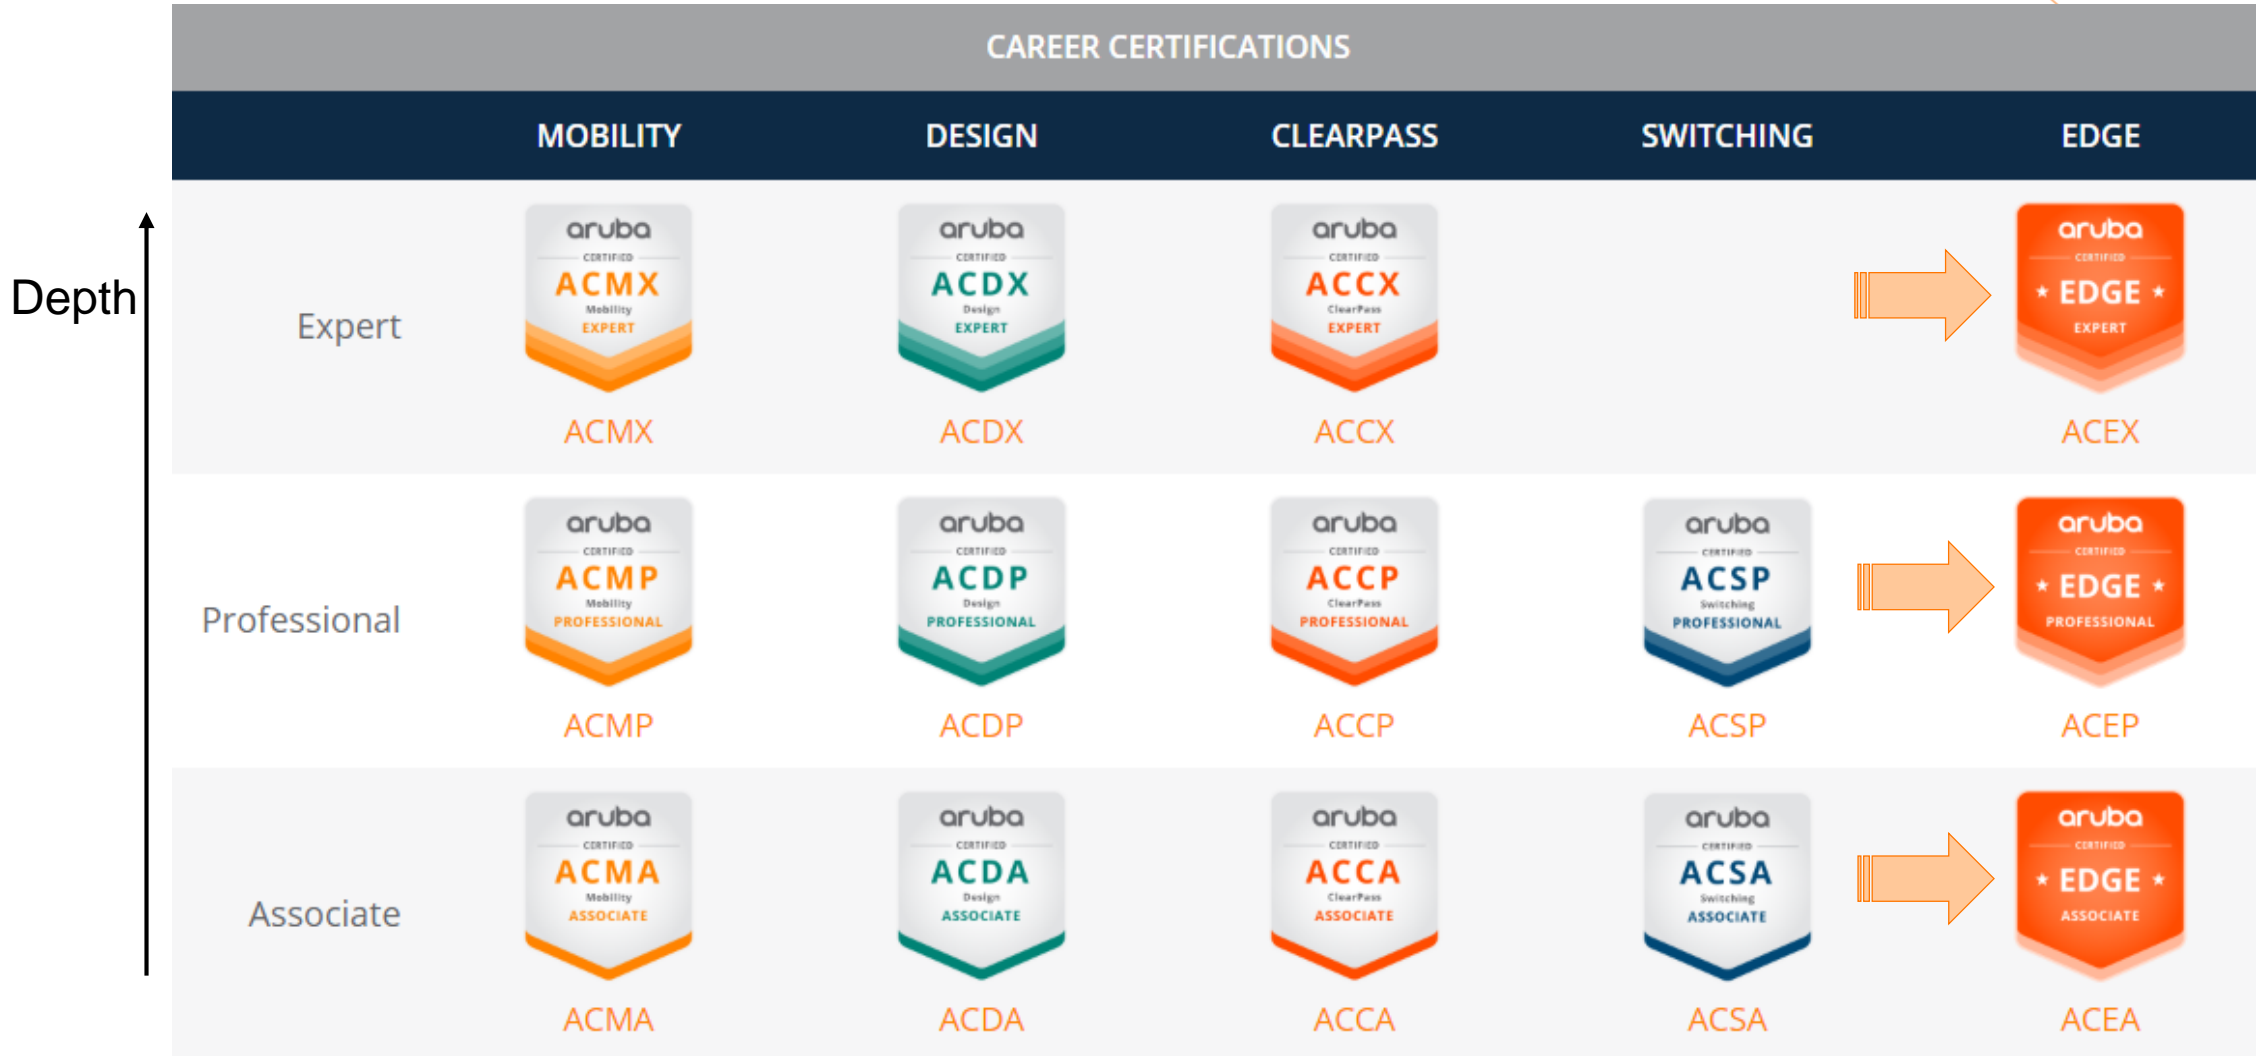 CAREER CERTIFICATIONS
MOBILITY DESIGN CLEARPASS SWITCHING EDGE
Depth
Expert
aruba
CERTIFIED
ACMX
Mobility
EXPERT
ACMX
aruba
CERTIFIED
ACDX
Design
EXPERT
ACDX
aruba
CERTIFIED
ACCX
ClearPass
EXPERT
ACCX
aruba
CERTIFIED
EDGE
EXPERT
ACEX
Professional
aruba
CERTIFIED
ACMP
Mobility
PROFESSIONAL
ACMP
aruba
CERTIFIED
ACDP
Design
PROFESSIONAL
ACDP
aruba
CERTIFIED
ACCP
ClearPass
PROFESSIONAL
ACCP
aruba
CERTIFIED
ACSP
Switching
PROFESSIONAL
ACSP
aruba
CERTIFIED
EDGE
PROFESSIONAL
ACEP
Associate
aruba
CERTIFIED
ACMA
Mobility
ASSOCIATE
ACMA
aruba
CERTIFIED
ACDA
Design
ASSOCIATE
ACDA
aruba
CERTIFIED
ACCA
ClearPass
ASSOCIATE
ACCA
aruba
CERTIFIED
ACSA
Switching
ASSOCIATE
ACSA
aruba
CERTIFIED
EDGE
ASSOCIATE
ACEA